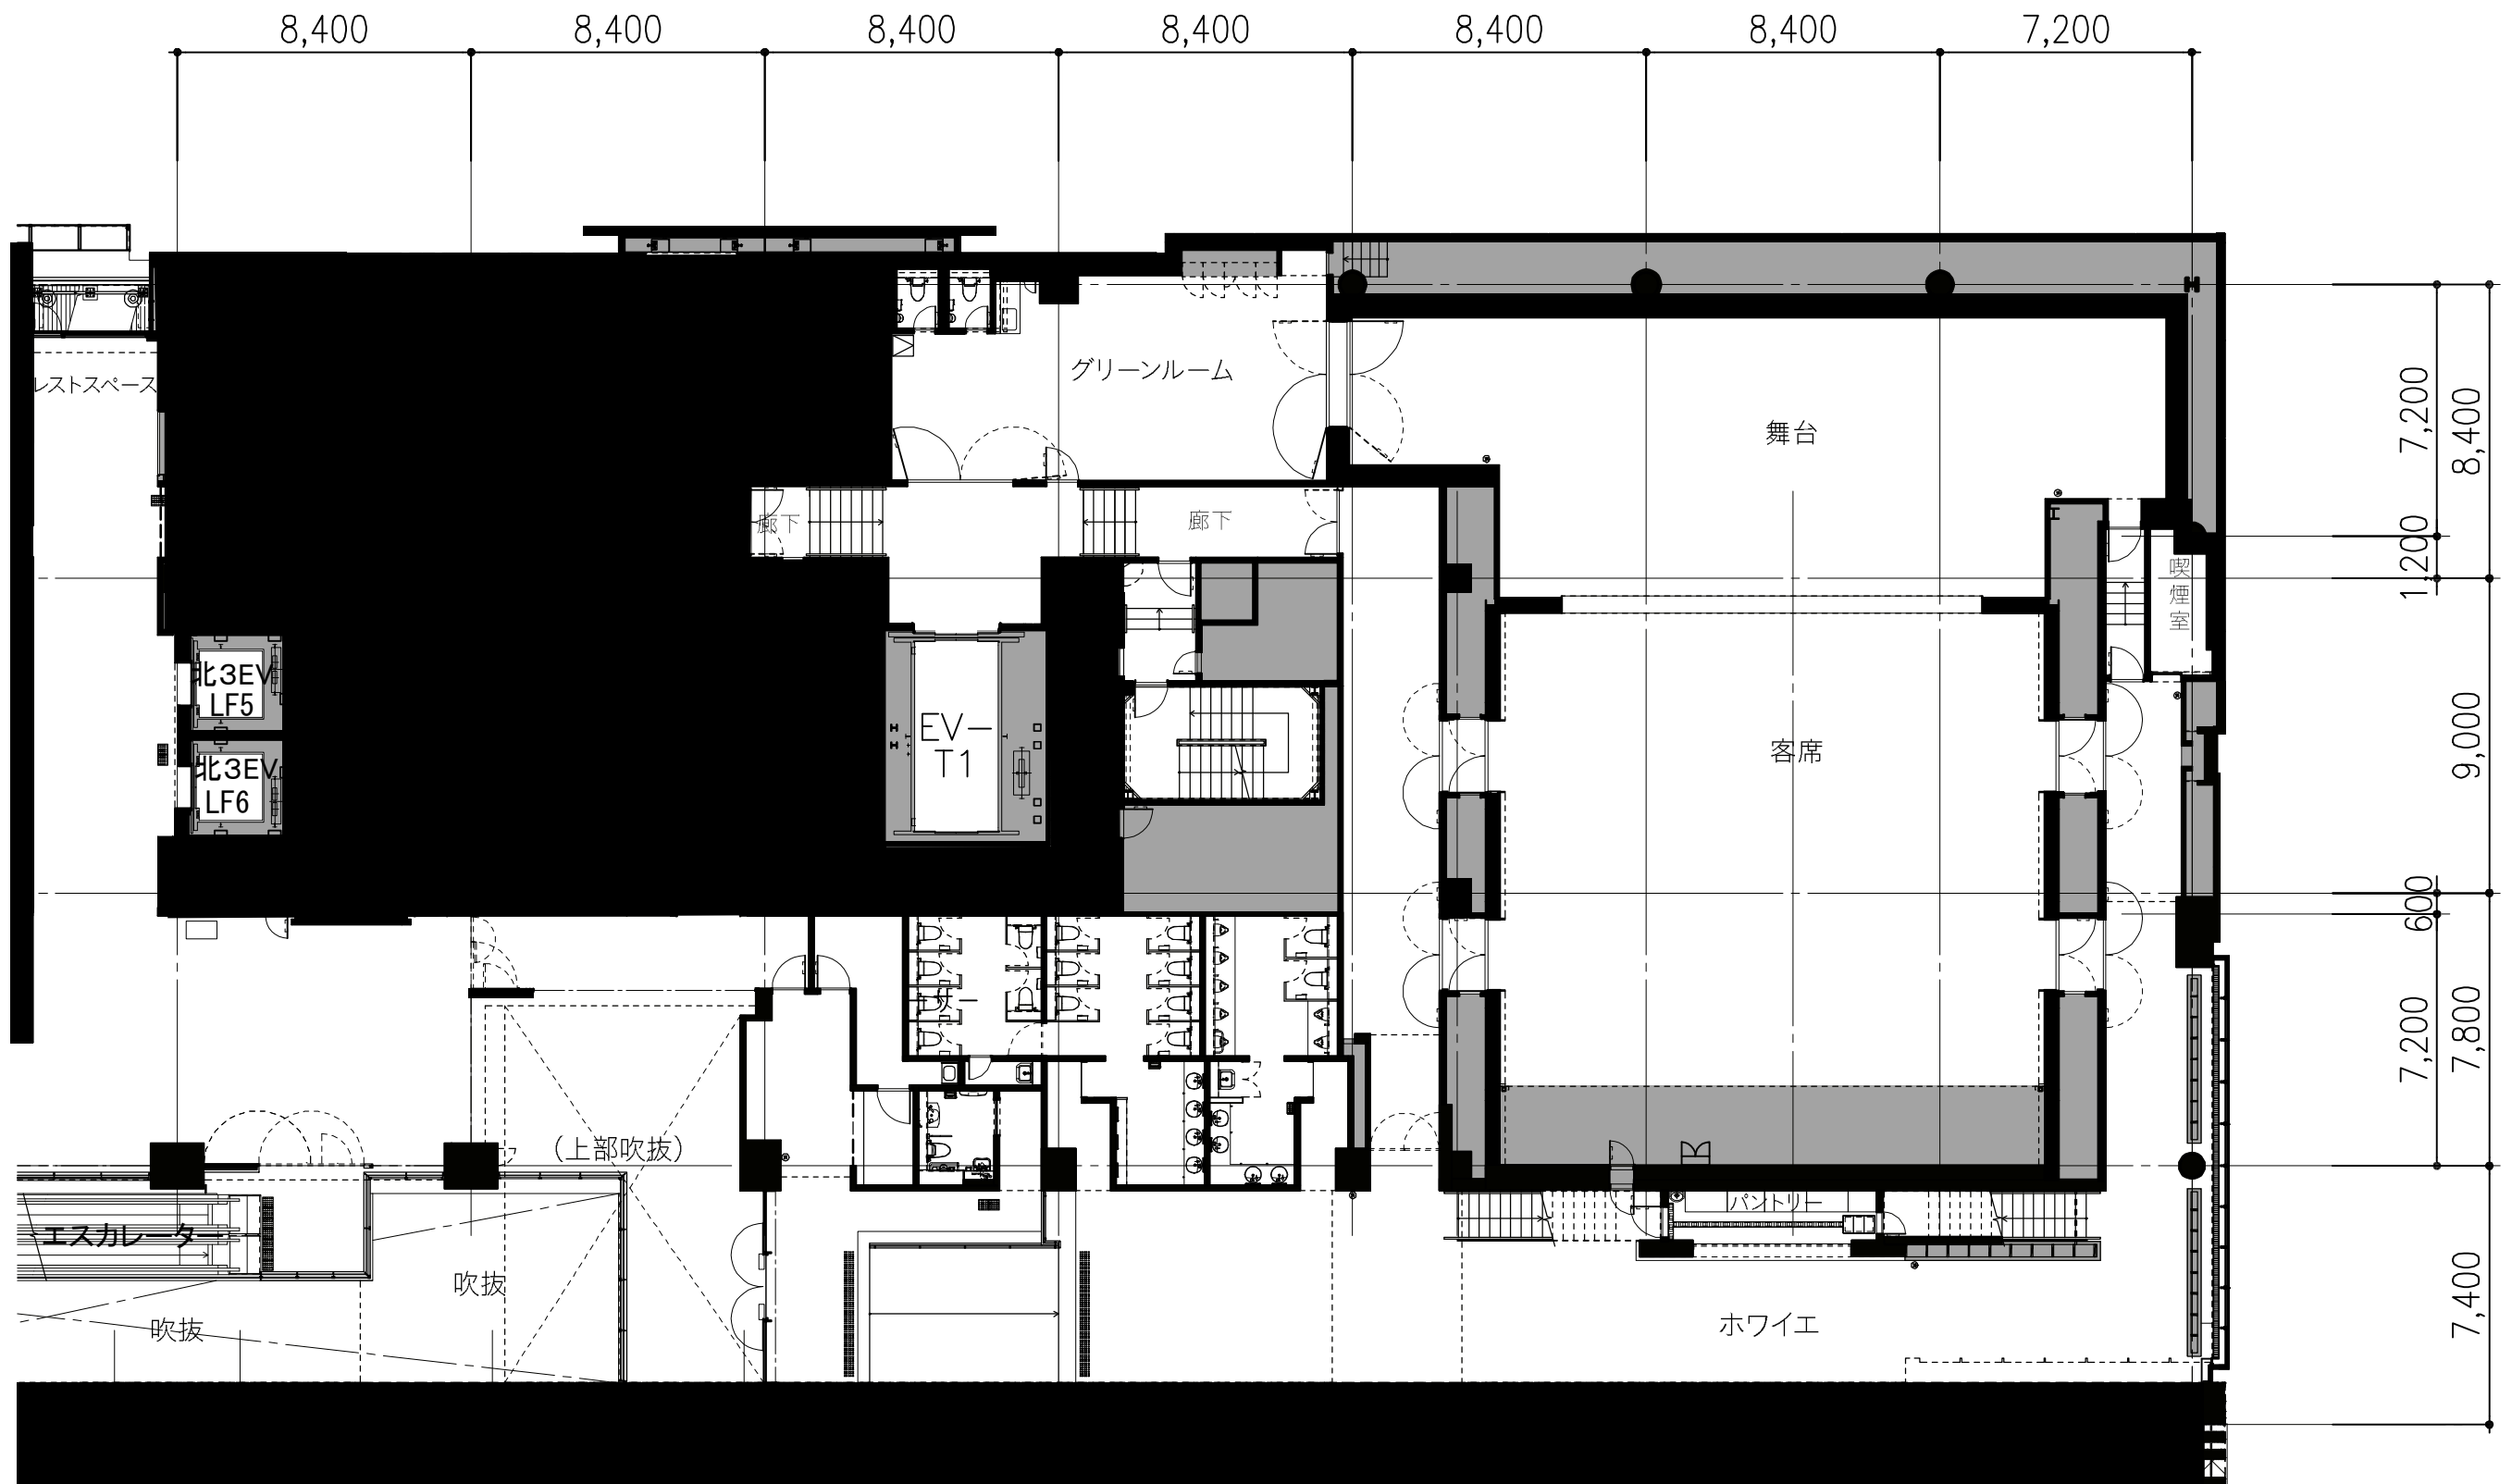 8,400 8,400 8,400 8,400 8,400 8,400 7,200
レストスペース
グリーンルーム
舞台
7,200
8,400
廊下
廊下
1,200
喫煙室
北3EV
LF5
EV-
T1
客席
9,000
北3EV
LF6
600
7,200
7,800
(上部吹抜)
パントリー
エスカレーター
吹抜
吹抜
ホワイエ
7,400